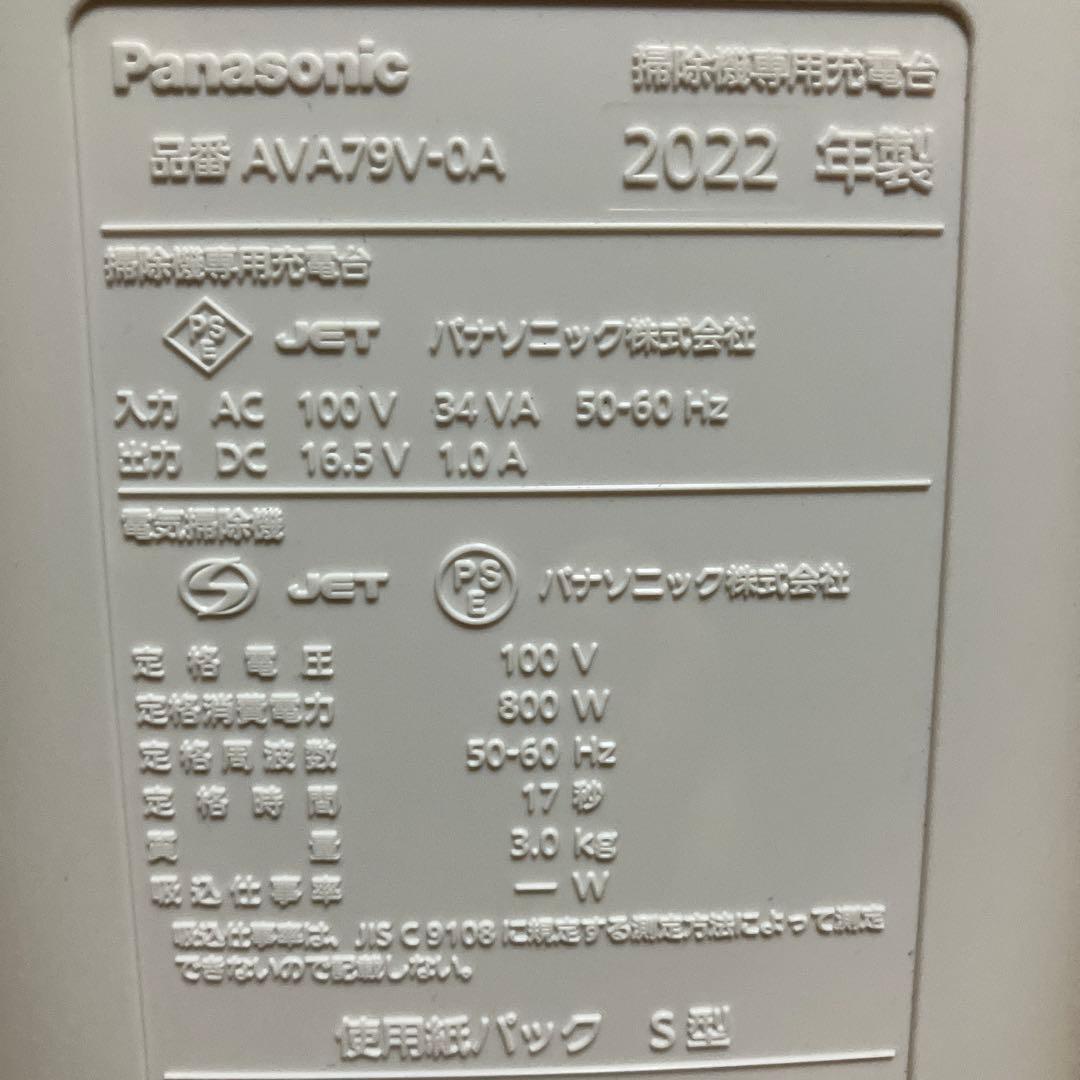 Panasonic 掃除機専用充電台
品番 AVA79V-0A 2022 年製
掃除機専用充電台
PSE JET パナソニック株式会社
入力 AC 100 V 34 VA 50-60 Hz
出力 DC 16.5 V 1.0 A
電気掃除機
JET PSE パナソニック株式会社
定格電圧 100 V
定格消費電力 800 W
定格周波数 50-60 Hz
定格時間 17 秒
質量 3.0 kg
吸込仕事率 — W
吸込仕事率は、JIS C 9108 に規定する測定方法によって測定
できないので記載しない。
使用紙パック S 型